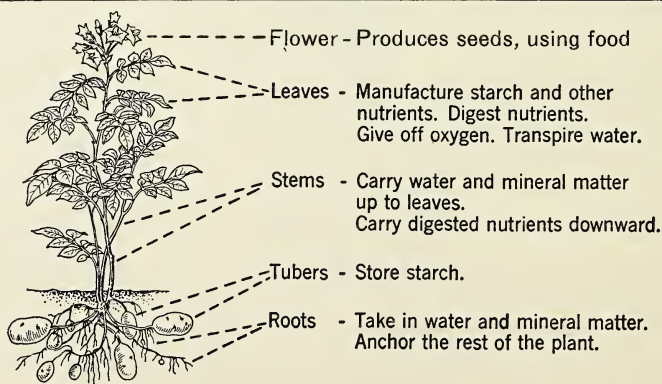 Flower - Produces seeds, using food
Leaves - Manufacture starch and other
nutrients. Digest nutrients.
Give off oxygen. Transpire water.
Stems - Carry water and mineral matter
up to leaves.
Carry digested nutrients downward.
Tubers - Store starch.
Roots - Take in water and mineral matter.
Anchor the rest of the plant.